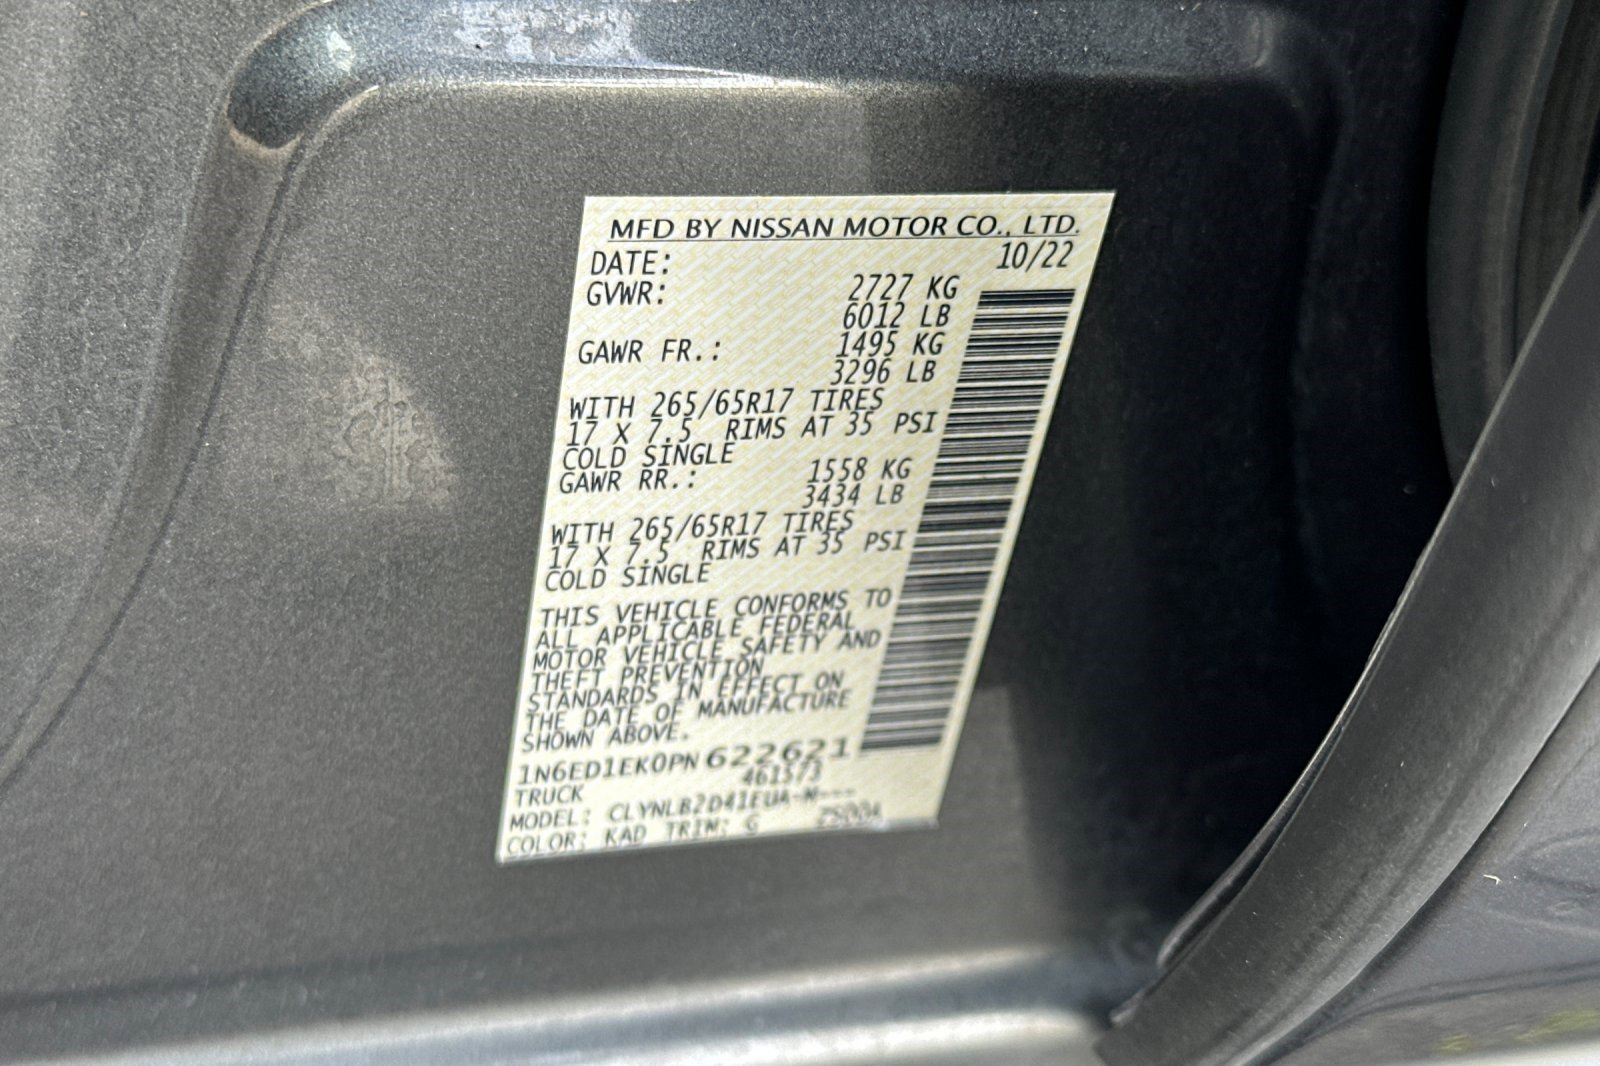 MFD BY NISSAN MOTOR CO., LTD.
DATE: 10/22
GVWR: 2727 KG
6012 LB
GAWR FR.: 1495 KG
3296 LB
WITH 265/65R17 TIRES
17 X 7.5 RIMS AT 35 PSI
COLD SINGLE
GAWR RR.: 1558 KG
3434 LB
WITH 265/65R17 TIRES
17 X 7.5 RIMS AT 35 PSI
COLD SINGLE
THIS VEHICLE CONFORMS TO
ALL APPLICABLE FEDERAL
MOTOR VEHICLE SAFETY AND
THEFT PREVENTION
STANDARDS IN EFFECT ON
THE DATE OF MANUFACTURE
SHOWN ABOVE.
1N6ED1EK0PN 622621
461573
TRUCK
MODEL: CLYNLB2D41EUA-N---
COLOR: KAD TRIM: G